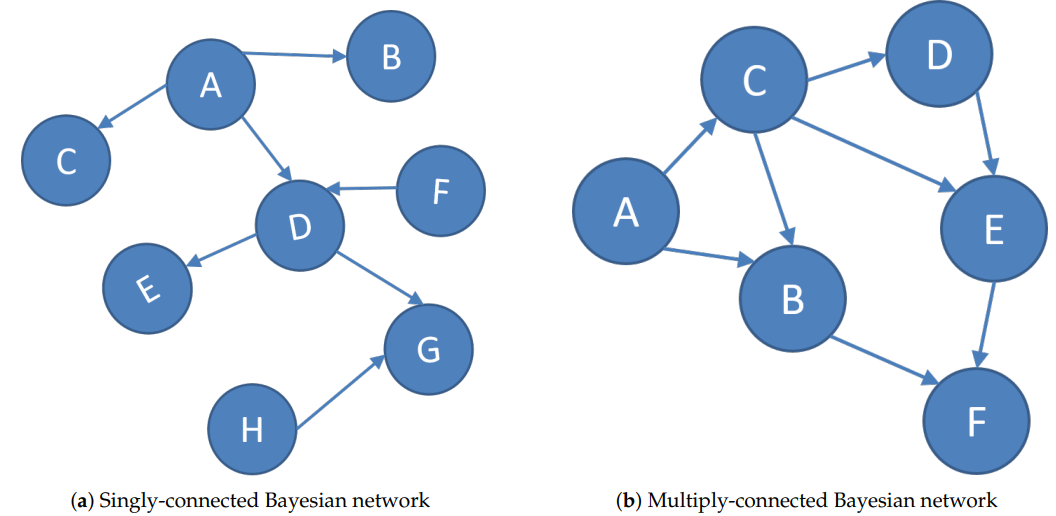 A
B
C
F
D
E
G
H
(a) Singly-connected Bayesian network
D
C
A
E
B
F
(b) Multiply-connected Bayesian network